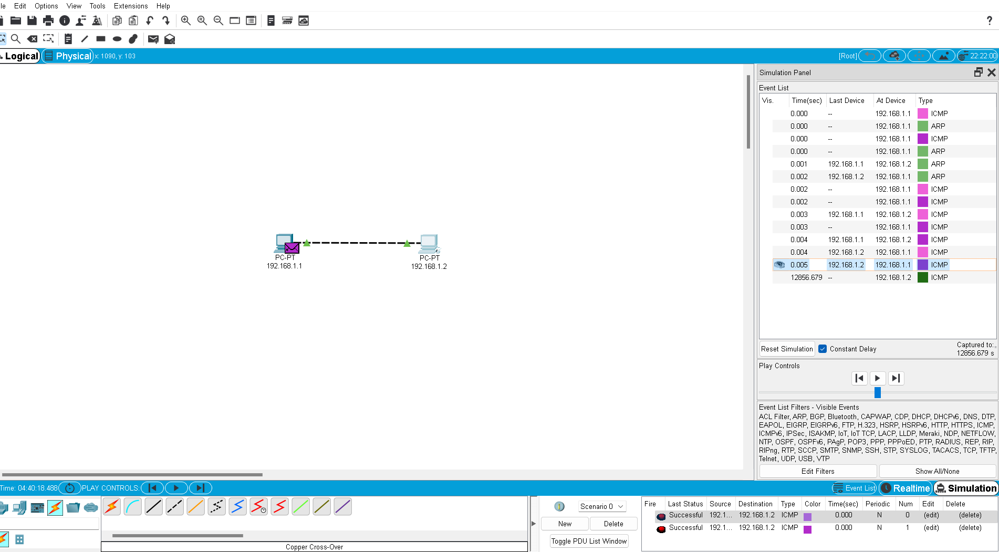 le Edit Options View Tools Extensions Help
?
Logical Physical x: 1090, y: 103 [Root] 22:22:00
Simulation Panel
Event List
Vis. Time(sec) Last Device At Device Type
0.000 -- 192.168.1.1 ICMP
0.000 -- 192.168.1.1 ARP
0.000 -- 192.168.1.1 ICMP
0.000 -- 192.168.1.1 ARP
0.001 192.168.1.1 192.168.1.2 ARP
0.002 192.168.1.2 192.168.1.1 ARP
0.002 -- 192.168.1.1 ICMP
0.002 -- 192.168.1.1 ICMP
0.003 192.168.1.1 192.168.1.2 ICMP
0.003 -- 192.168.1.1 ICMP
0.004 192.168.1.1 192.168.1.2 ICMP
0.004 192.168.1.2 192.168.1.1 ICMP
0.005 192.168.1.2 192.168.1.1 ICMP
12856.679 -- 192.168.1.2 ICMP
PC-PT
192.168.1.1
PC-PT
192.168.1.2
Reset Simulation Constant Delay Captured to:
12856.679 s
Play Controls
Event List Filters - Visible Events
ACL Filter, ARP, BGP, Bluetooth, CAPWAP, CDP, DHCP, DHCPv6, DNS, DTP,
EAPOL, EIGRP, EIGRPv6, FTP, H.323, HSRP, HSRPv6, HTTP, HTTPS, ICMP,
ICMPv6, IPSec, ISAKMP, IoT, IoT TCP, LACP, LLDP, Meraki, NDP, NETFLOW,
NTP, OSPF, OSPFv6, PAgP, POP3, PPP, PPPoED, PTP, RADIUS, REP, RIP,
RIPng, RTP, SCCP, SMTP, SNMP, SSH, STP, SYSLOG, TACACS, TCP, TFTP,
Telnet, UDP, USB, VTP
Edit Filters Show All/None
Time: 04:40:18.488 PLAY CONTROLS: Event List Realtime Simulation
Scenario 0
New Delete
Toggle PDU List Window
Fire Last Status Source Destination Type Color Time(sec) Periodic Num Edit Delete
Successful 192.1... 192.168.1.2 ICMP 0.000 N 0 (edit) (delete)
Successful 192.1... 192.168.1.2 ICMP 0.000 N 1 (edit) (delete)
Copper Cross-Over